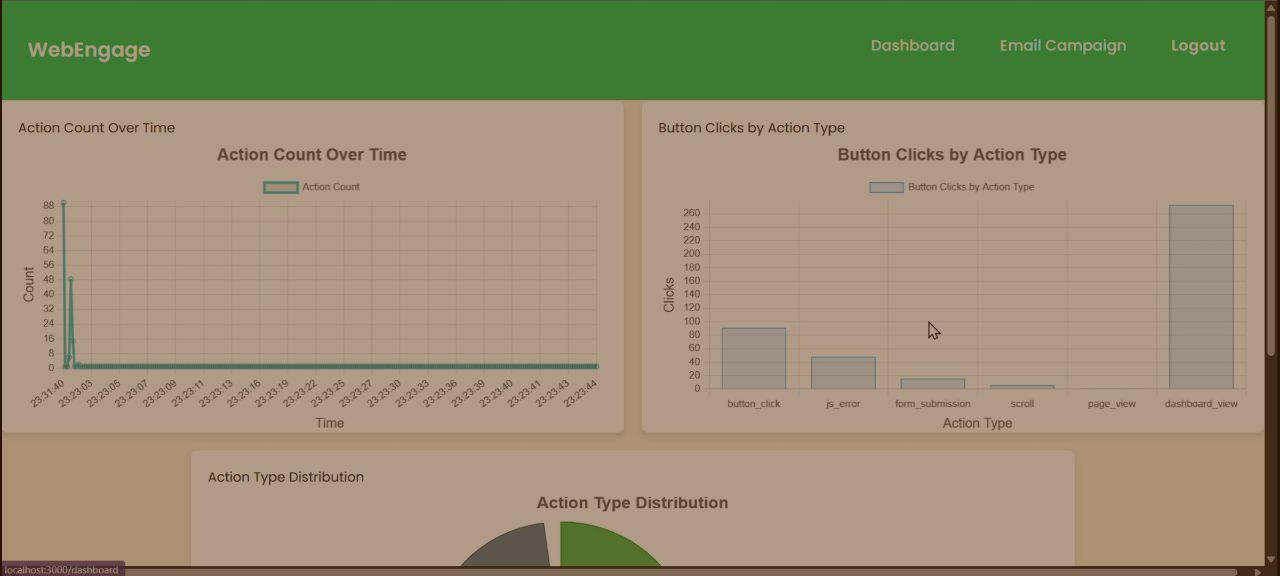 WebEngage
Dashboard
Email Campaign
Logout
Action Count Over Time
Action Count Over Time
Action Count
88
80
72
64
56
48
40
32
24
16
8
0
Count
23:31:40
23:23:03
23:23:05
23:23:07
23:23:09
23:23:11
23:23:13
23:23:16
23:23:19
23:23:22
23:23:25
23:23:27
23:23:30
23:23:33
23:23:36
23:23:39
23:23:40
23:23:41
23:23:43
23:23:44
Time
Button Clicks by Action Type
Button Clicks by Action Type
Button Clicks by Action Type
260
240
220
200
180
160
140
120
100
80
60
40
20
0
Clicks
button_click
js_error
form_submission
scroll
page_view
dashboard_view
Action Type
Action Type Distribution
Action Type Distribution
localhost:3000/dashboard